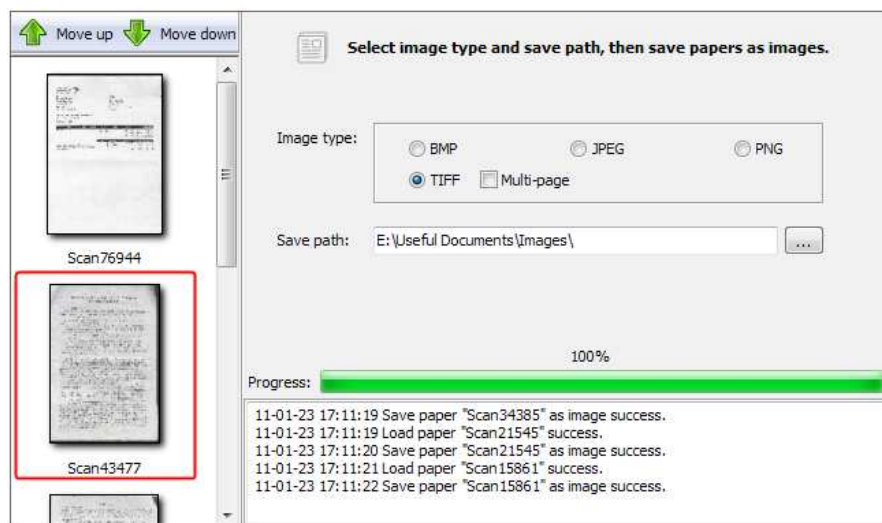 Move up Move down
Select image type and save path, then save papers as images.
Image type:
BMP JPEG PNG
TIFF Multi-page
Save path: E:\Useful Documents\Images\ ...
Scan76944
Scan43477
100%
Progress:
11-01-23 17:11:19 Save paper "Scan34385" as image success.
11-01-23 17:11:19 Load paper "Scan21545" success.
11-01-23 17:11:20 Save paper "Scan21545" as image success.
11-01-23 17:11:21 Load paper "Scan15861" success.
11-01-23 17:11:22 Save paper "Scan15861" as image success.